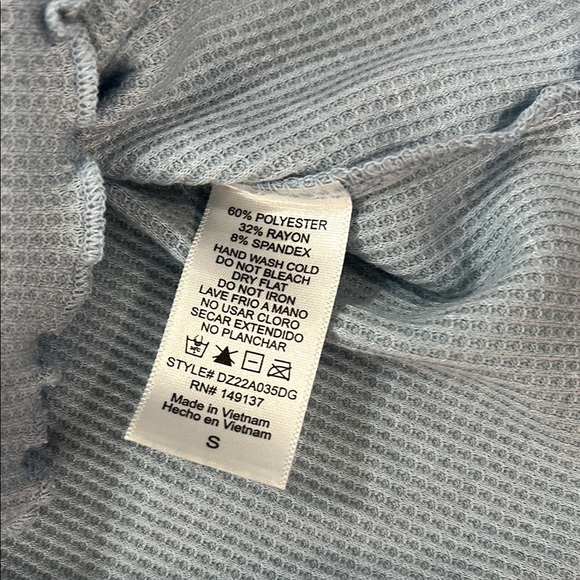 60% POLYESTER
32% RAYON
8% SPANDEX
HAND WASH COLD
DO NOT BLEACH
DRY FLAT
DO NOT IRON
LAVE FRIO A MANO
NO USAR CLORO
SECAR EXTENDIDO
NO PLANCHAR
STYLE# DZ22A035DG
RN# 149137
Made in Vietnam
Hecho en Vietnam
S